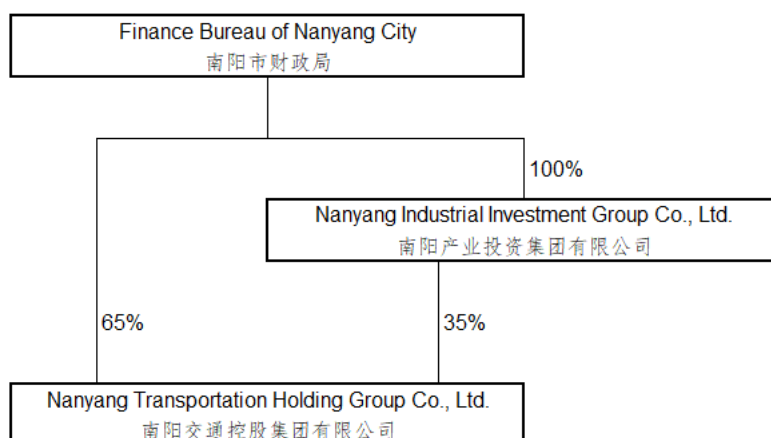 Finance Bureau of Nanyang City
南阳市财政局
100%
Nanyang Industrial Investment Group Co., Ltd.
南阳产业投资集团有限公司
65%
35%
Nanyang Transportation Holding Group Co., Ltd.
南阳交通控股集团有限公司